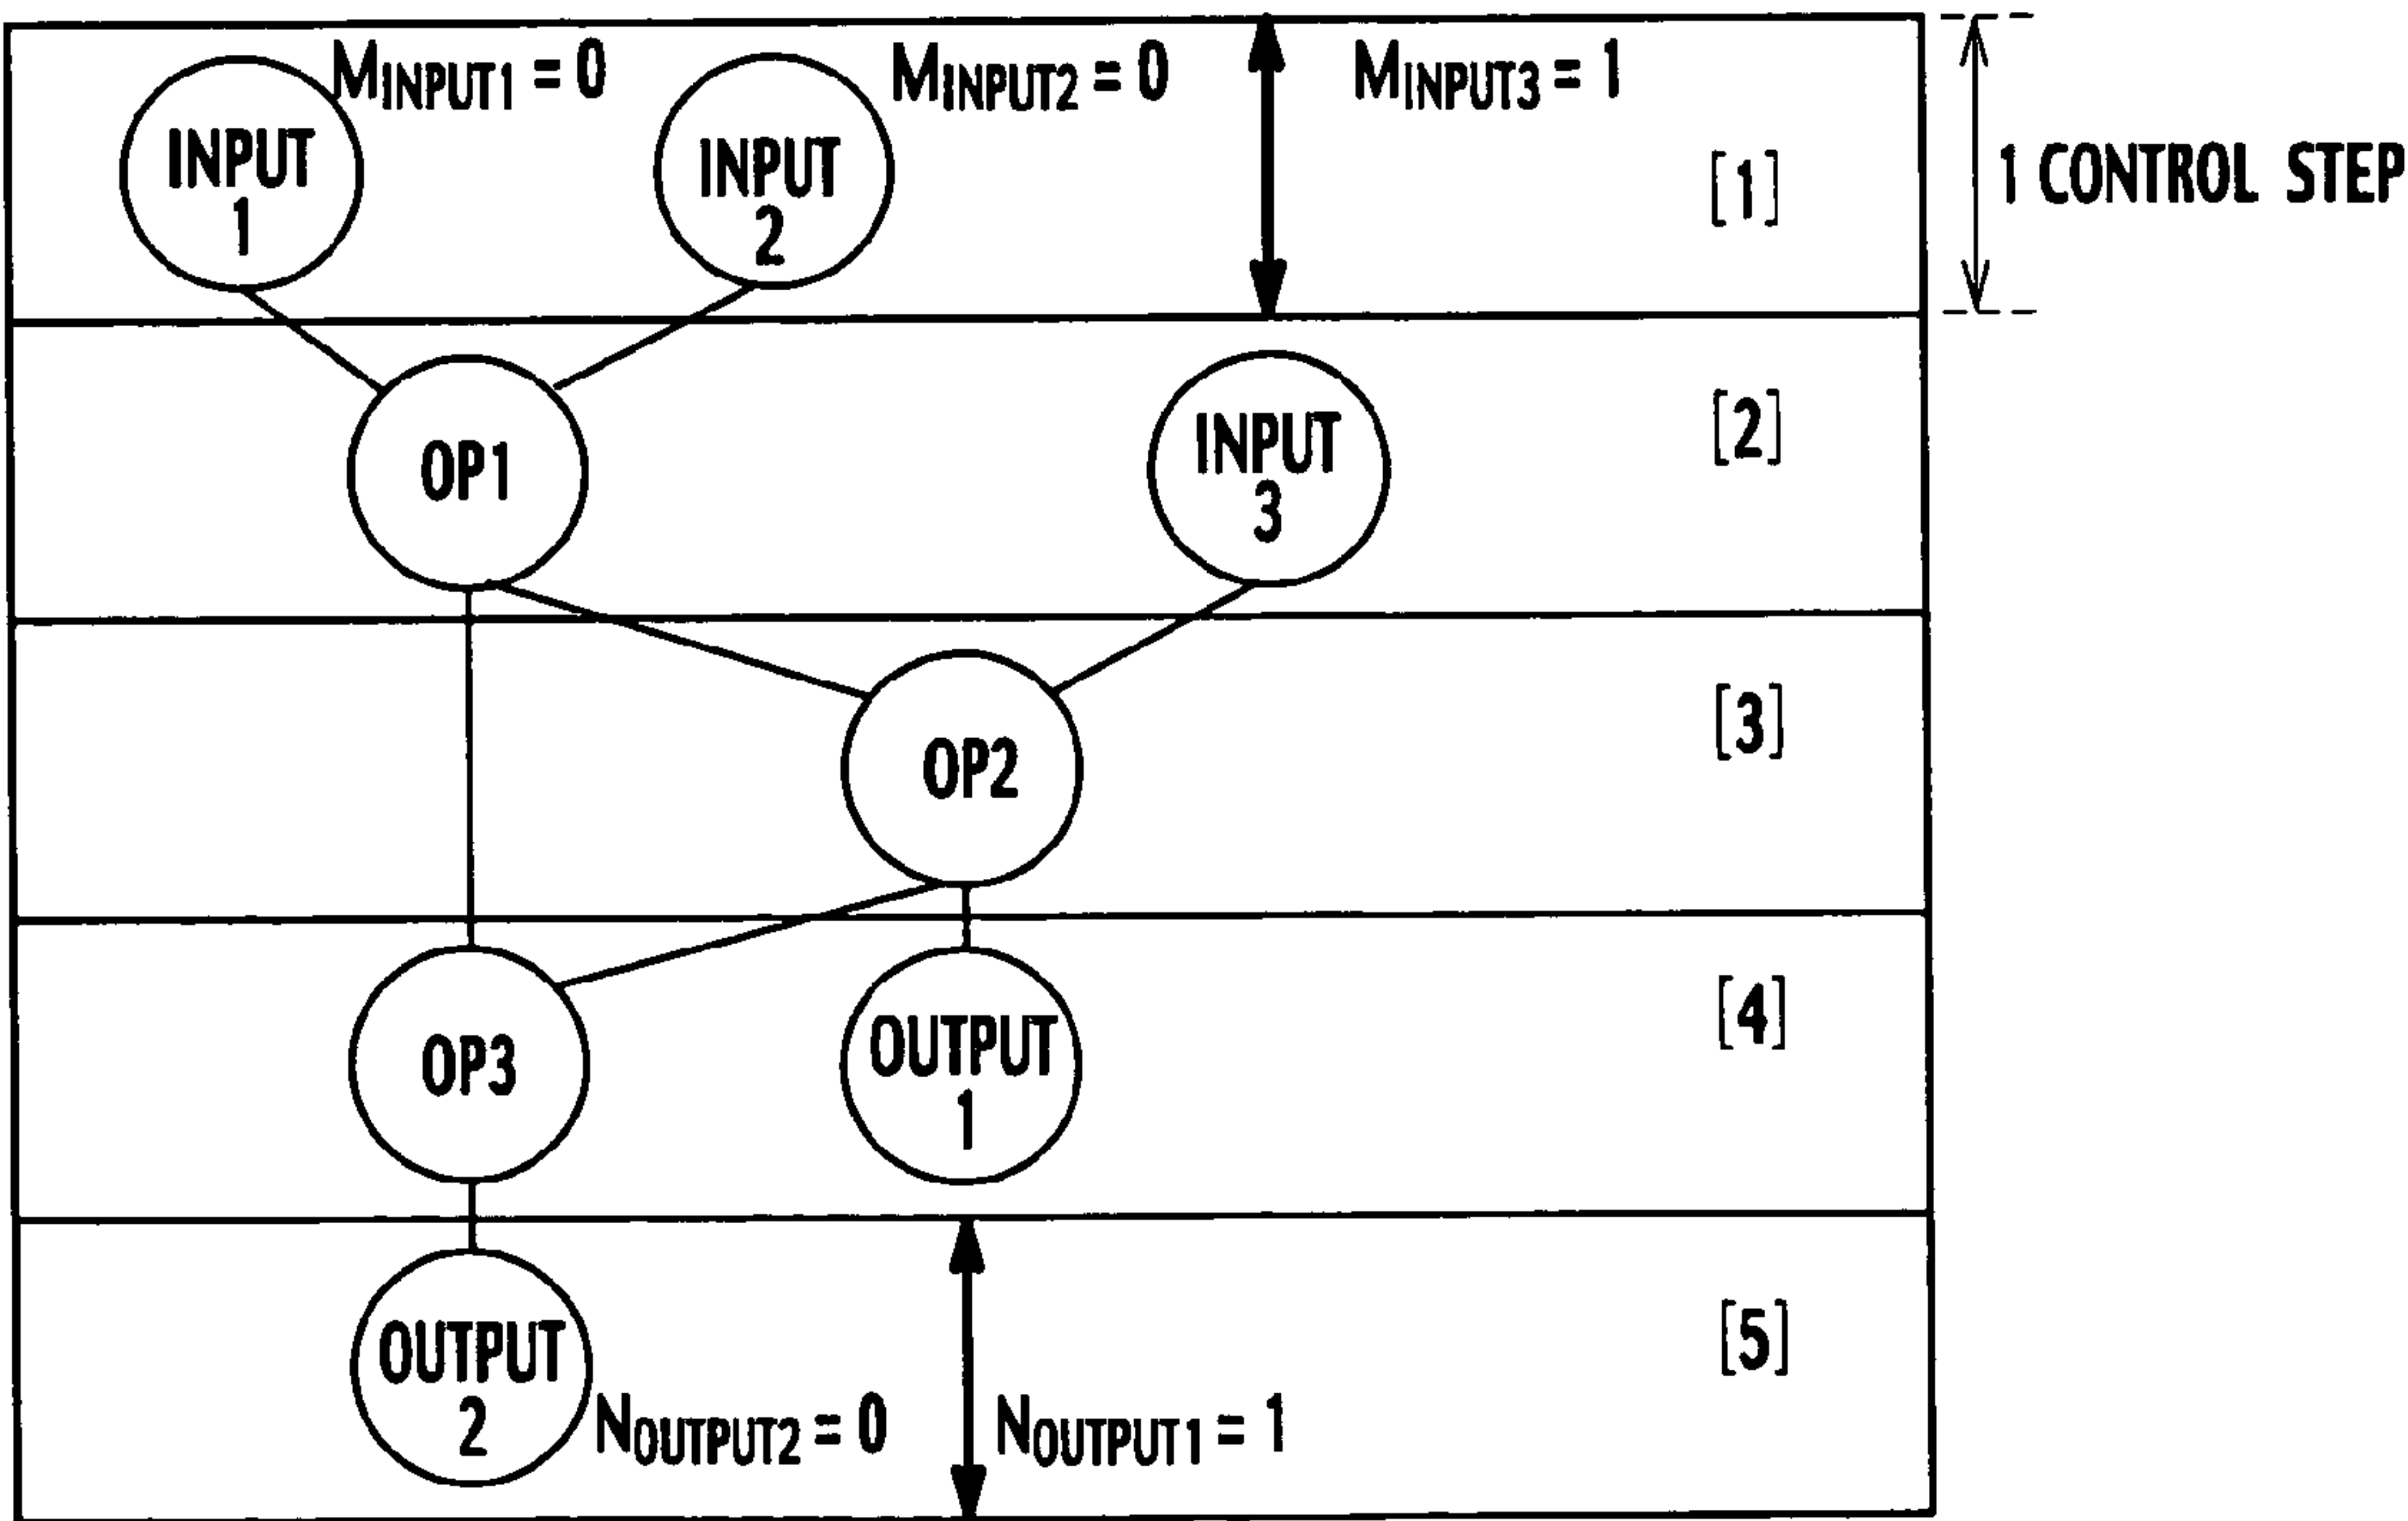 MINPUT1 = 0
MINPUT2 = 0
MINPUT3 = 1
INPUT
1
INPUT
2
[1]
1 CONTROL STEP
OP1
INPUT
3
[2]
OP2
[3]
OP3
OUTPUT
1
[4]
OUTPUT
2
NOUTPUT2 = 0
NOUTPUT1 = 1
[5]